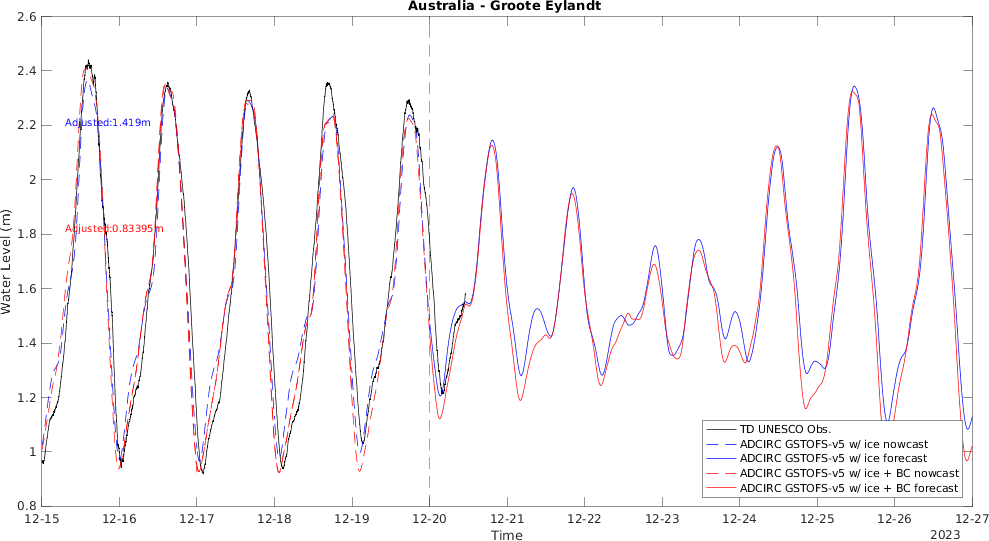 Australia - Groote Eylandt
2.6
2.4
2.2
2
1.8
1.6
1.4
1.2
1
0.8
Water Level (m)
Adjusted:1.419m
Adjusted:0.83395m
TD UNESCO Obs.
ADCIRC GSTOFS-v5 w/ ice nowcast
ADCIRC GSTOFS-v5 w/ ice forecast
ADCIRC GSTOFS-v5 w/ ice + BC nowcast
ADCIRC GSTOFS-v5 w/ ice + BC forecast
12-15 12-16 12-17 12-18 12-19 12-20 12-21 12-22 12-23 12-24 12-25 12-26 12-27
Time
2023